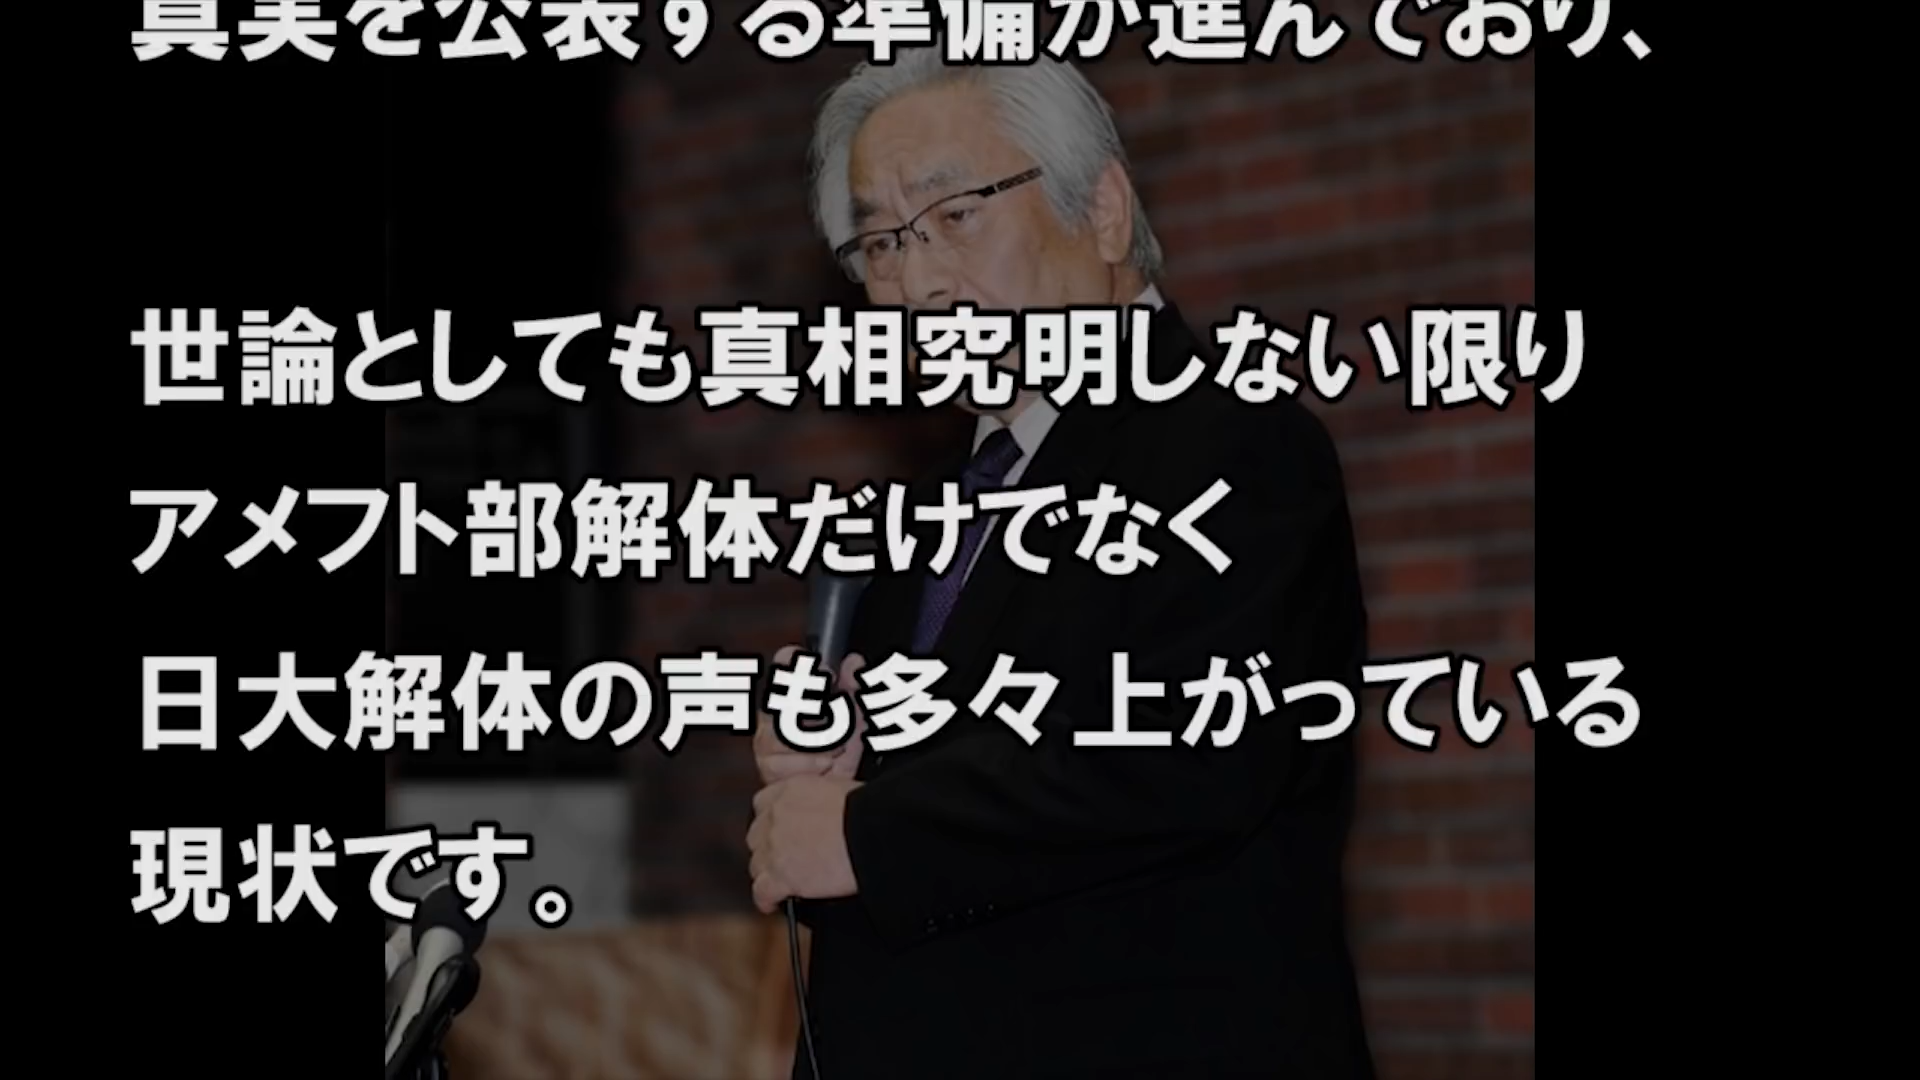 真実を公表する準備が進んでおり、
世論としても真相究明しない限り
アメフト部解体だけでなく
日大解体の声も多々上がっている
現状です。